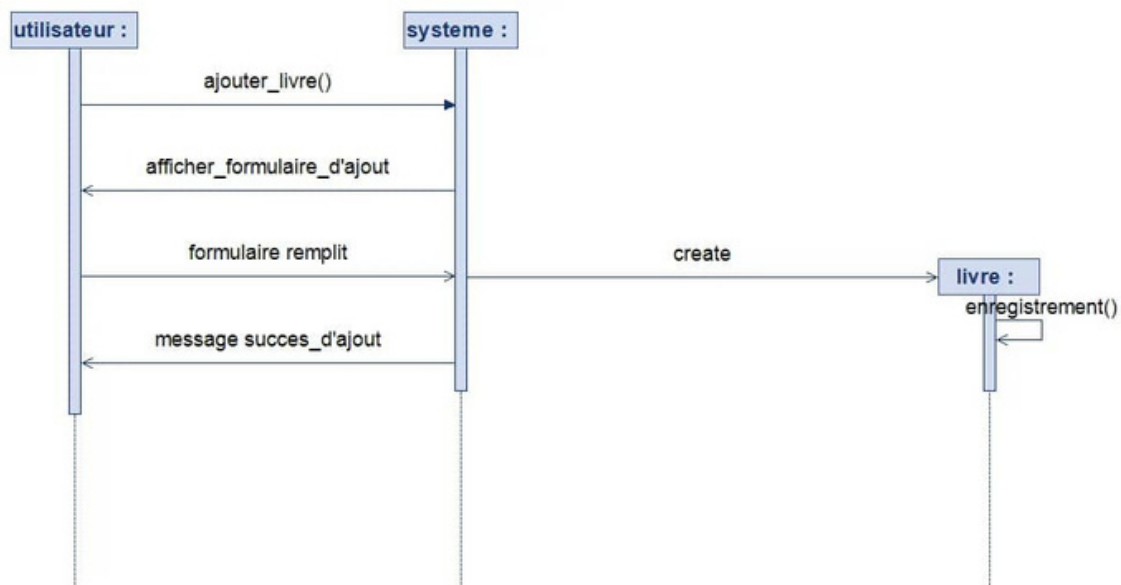 utilisateur :
systeme :
ajouter_livre()
afficher_formulaire_d'ajout
formulaire remplit
create
livre :
enregistrement()
message succes_d'ajout